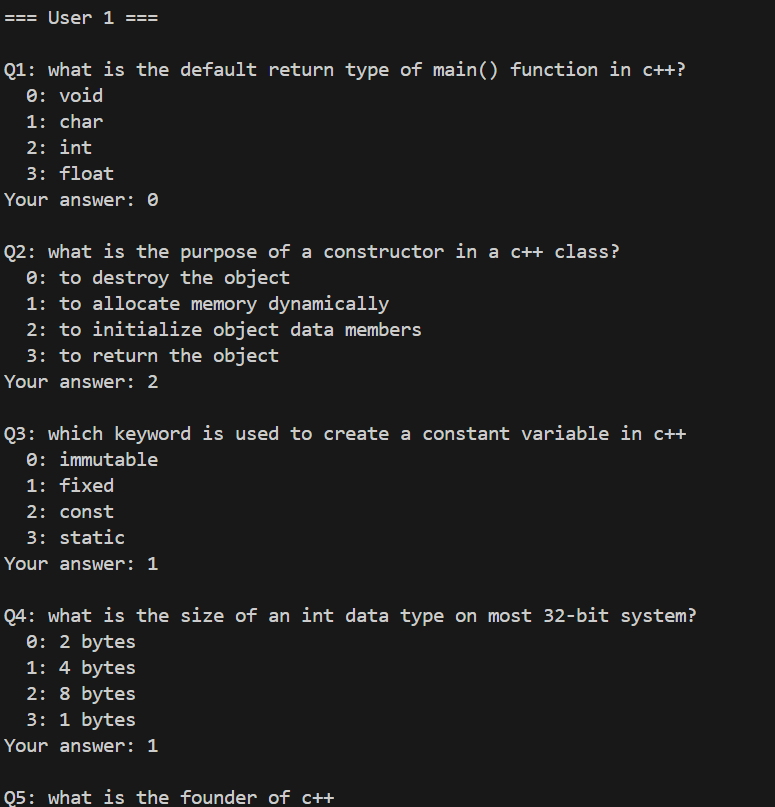 === User 1 ===
Q1: what is the default return type of main() function in c++?
0: void
1: char
2: int
3: float
Your answer: 0
Q2: what is the purpose of a constructor in a c++ class?
0: to destroy the object
1: to allocate memory dynamically
2: to initialize object data members
3: to return the object
Your answer: 2
Q3: which keyword is used to create a constant variable in c++
0: immutable
1: fixed
2: const
3: static
Your answer: 1
Q4: what is the size of an int data type on most 32-bit system?
0: 2 bytes
1: 4 bytes
2: 8 bytes
3: 1 bytes
Your answer: 1
Q5: what is the founder of c++